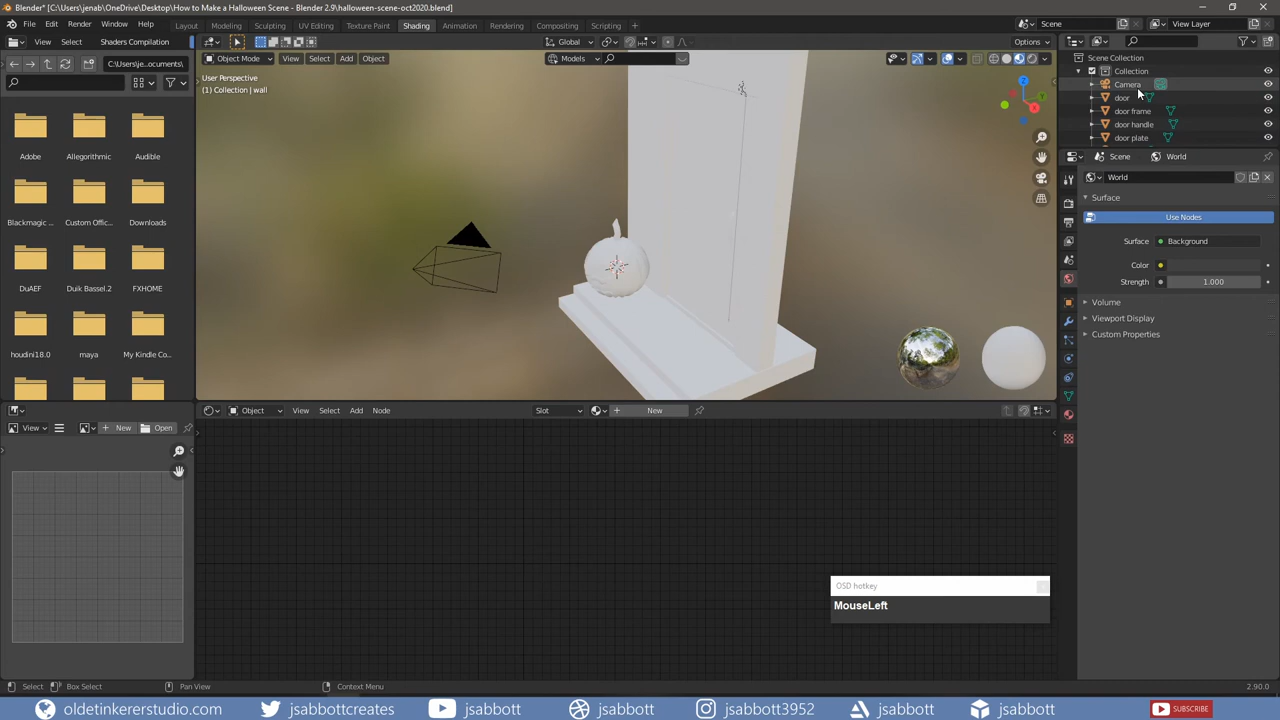 Blender* [C:\Users\jenab\OneDrive\Desktop\How to Make a Halloween Scene - Blender 2.9\halloween-scene-oct2020.blend]
File Edit Render Window Help Layout Modeling Sculpting UV Editing Texture Paint Shading Animation Rendering Compositing Scripting Scene View Layer
View Select Shaders Compilation Global Options
C:\Users\je...ocuments\ Object Mode View Select Add Object Models
User Perspective
(1) Collection | wall
Scene Collection
Collection
Camera
door
door frame
door handle
door plate
Adobe Allegorithmic Audible
Blackmagic ... Custom Offic... Downloads
DuAEF Duik Bassel.2 FXHOME
houdini18.0 maya My Kindle Co...
Scene World
World
Surface
Use Nodes
Surface Background
Color
Strength 1.000
Volume
Viewport Display
Custom Properties
Object View Select Add Node Slot New
View New Open
OSD hotkey
MouseLeft
Select Box Select Pan View Context Menu 2.90.0
oldetinkererstudio.com jsabbottcreates jsabbott jsabbott jsabbott3952 jsabbott jsabbott SUBSCRIBE